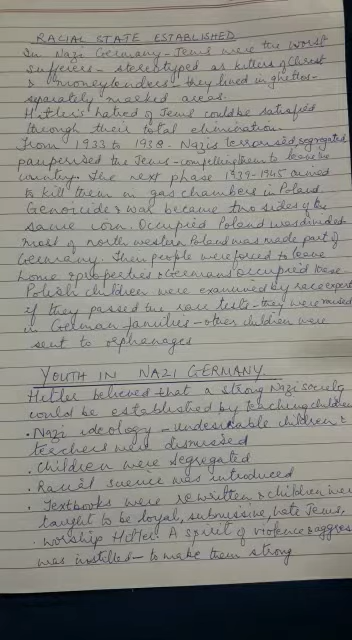 RACIAL STATE ESTABLISHED
In Nazi Germany - Jews were the worst
sufferers - stereotyped as killers of Christ
& moneylenders - they lived in ghettos -
separately marked areas.
Hitler's hatred of Jews could be satisfied
through their total elimination.
From 1933 to 1938 - Nazis terrorised, segregated
pauperised the Jews - compelling them to leave the
country. The next phase 1939-1945 aimed
to kill them in gas chambers in Poland
Genocide & war became two sides of the
same coin. Occupied Poland was divided
most of north western Poland was made part of
Germany. Then people were forced to leave
home & properties & Germans occupied
Polish children were examined by race expert
if they passed the race tests - they were raised
in German families - other children were
sent to orphanages
YOUTH IN NAZI GERMANY
Hitler believed that a strong Nazi society
could be established by teaching children
• Nazi ideology - undesirable children &
teachers were dismissed
• Children were segregated
• Racial science was introduced
• Textbooks were rewritten & children were
taught to be loyal, submissive, hate Jews,
• worship Hitler. A spirit of violence & aggress
was instilled - to make them strong